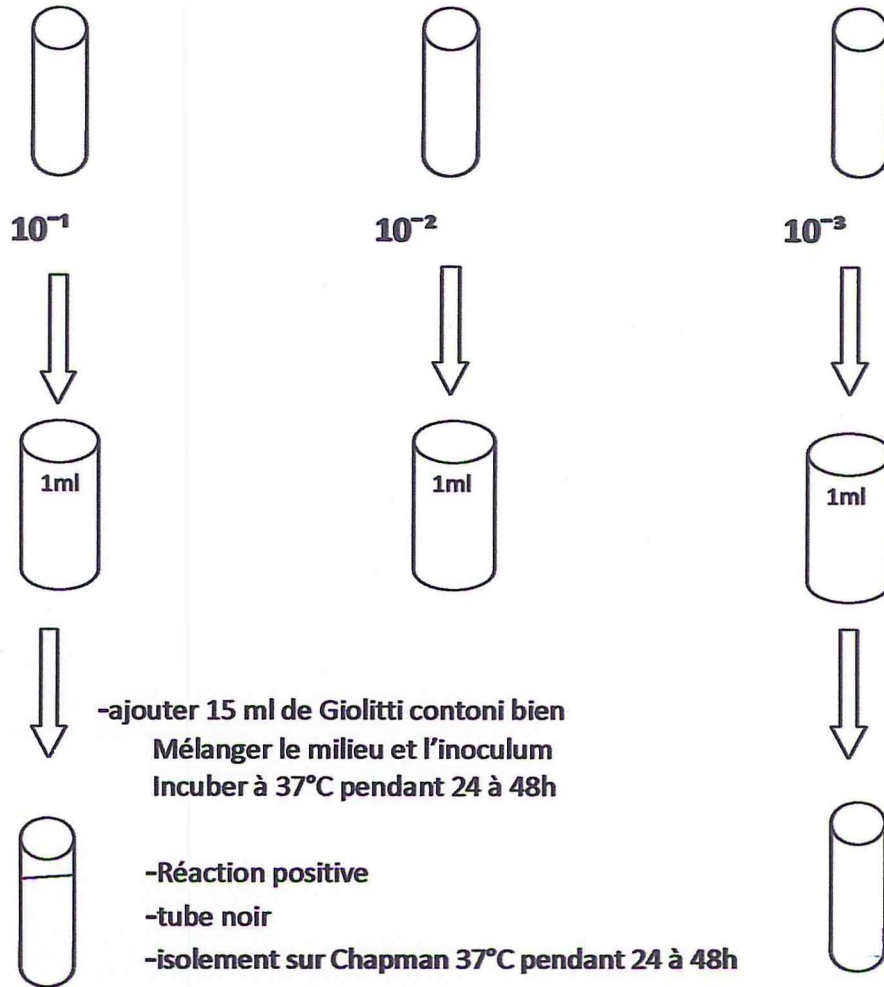 10⁻¹ 10⁻² 10⁻³
1ml 1ml 1ml
-ajouter 15 ml de Giolitti contoni bien
Mélanger le milieu et l'inoculum
Incuber à 37°C pendant 24 à 48h
-Réaction positive
-tube noir
-isolement sur Chapman 37°C pendant 24 à 48h